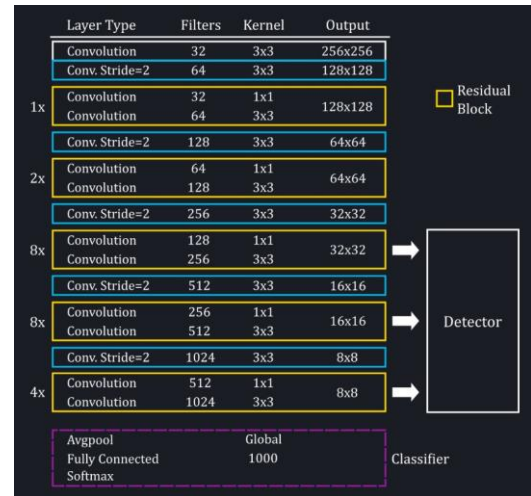 Layer Type Filters Kernel Output
Convolution 32 3x3 256x256
Conv. Stride=2 64 3x3 128x128
1x
Convolution 32 1x1
128x128
Convolution 64 3x3
Residual
Block
Conv. Stride=2 128 3x3 64x64
2x
Convolution 64 1x1
64x64
Convolution 128 3x3
Conv. Stride=2 256 3x3 32x32
8x
Convolution 128 1x1
32x32
Convolution 256 3x3
Conv. Stride=2 512 3x3 16x16
8x
Convolution 256 1x1
16x16
Convolution 512 3x3
Detector
Conv. Stride=2 1024 3x3 8x8
4x
Convolution 512 1x1
8x8
Convolution 1024 3x3
Avgpool Global
Fully Connected 1000
Softmax
Classifier